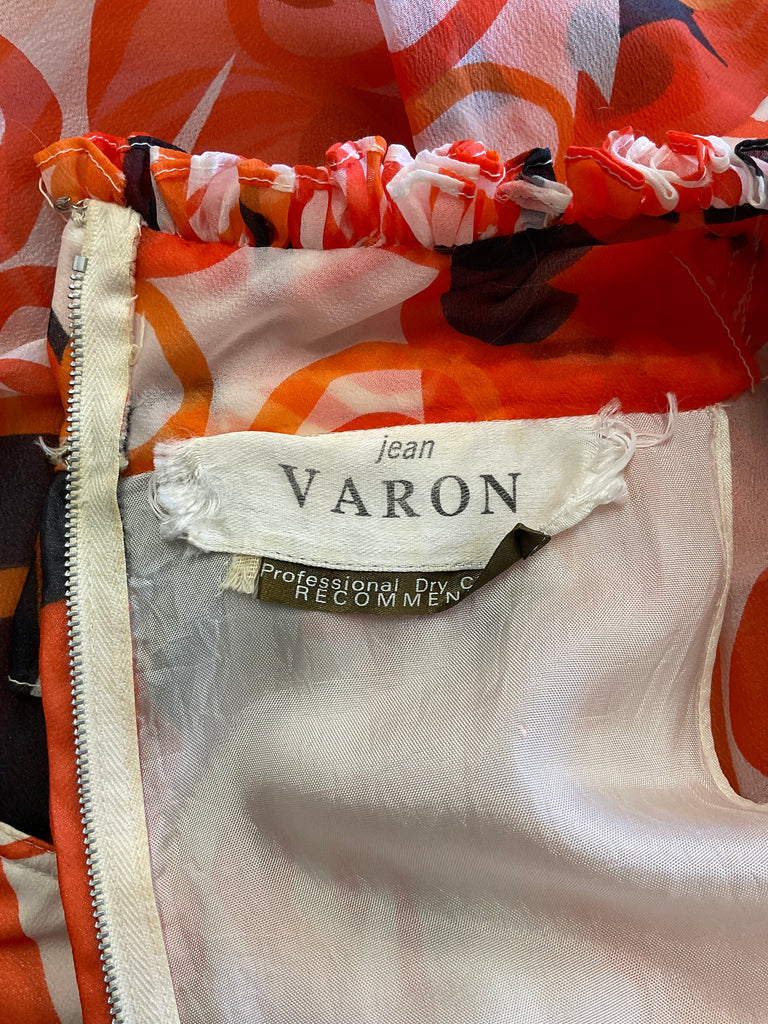 jean
VARON
Professional Dry
RECOMMEN